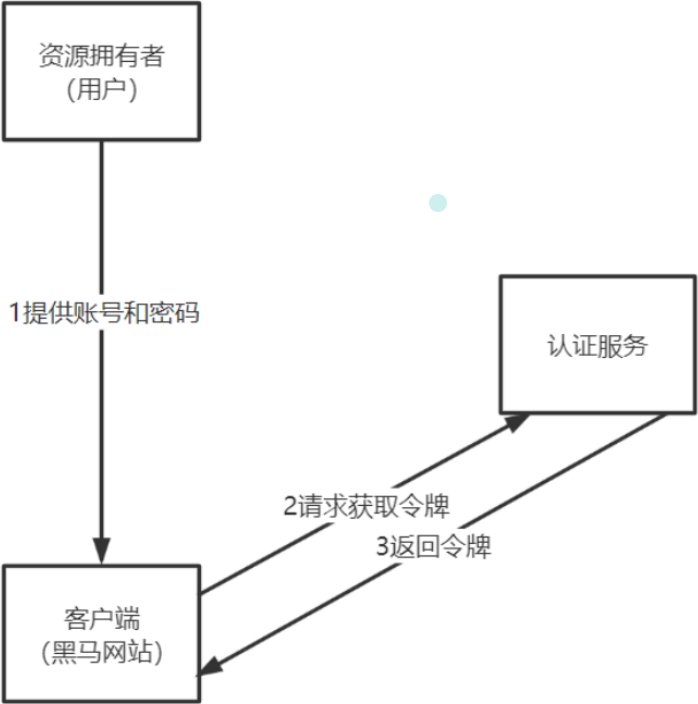 资源拥有者
（用户）
1提供账号和密码
认证服务
2请求获取令牌
3返回令牌
客户端
（黑马网站）